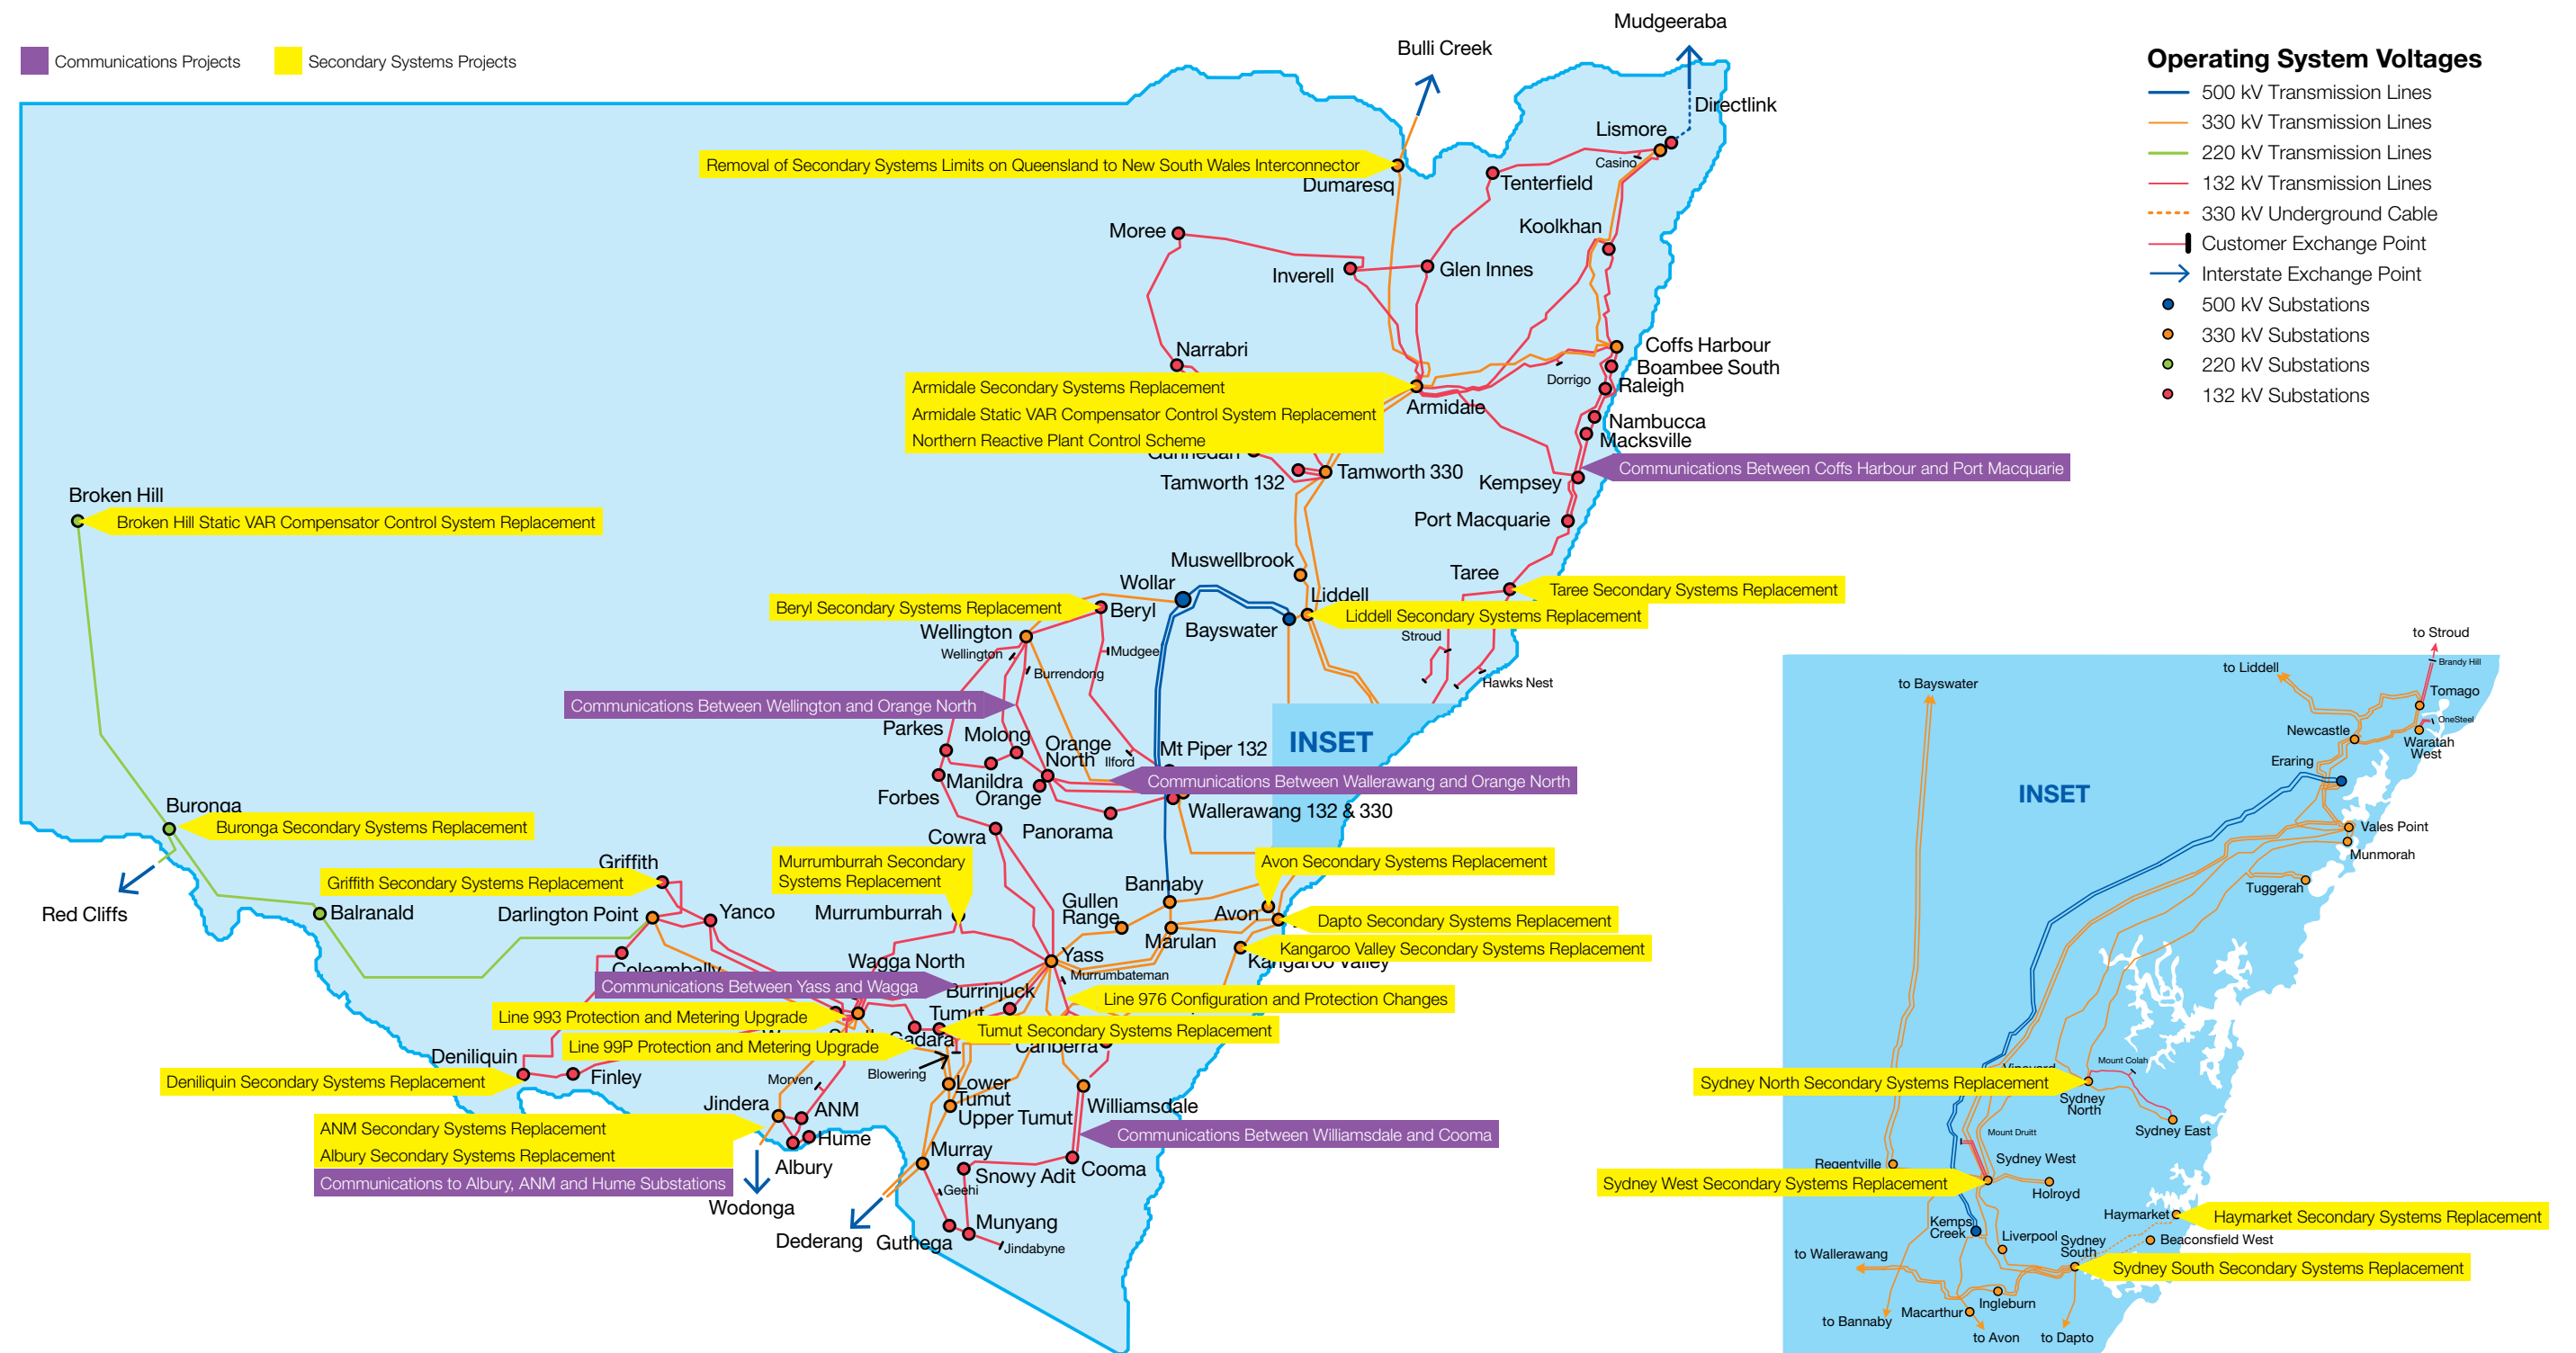 Mudgeeraba
Bulli Creek
Communications Projects
Secondary Systems Projects
Operating System Voltages
500 kV Transmission Lines
330 kV Transmission Lines
220 kV Transmission Lines
132 kV Transmission Lines
330 kV Underground Cable
Customer Exchange Point
Interstate Exchange Point
500 kV Substations
330 kV Substations
220 kV Substations
132 kV Substations
Directlink
Lismore
Casino
Removal of Secondary Systems Limits on Queensland to New South Wales Interconnector
Dumaresq
Tenterfield
Moree
Koolkhan
Inverell
Glen Innes
Narrabri
Coffs Harbour
Boambee South
Dorrigo
Raleigh
Armidale Secondary Systems Replacement
Armidale Static VAR Compensator Control System Replacement
Northern Reactive Plant Control Scheme
Armidale
Nambucca
Macksville
Gunnedah
Tamworth 330
Tamworth 132
Communications Between Coffs Harbour and Port Macquarie
Kempsey
Broken Hill
Broken Hill Static VAR Compensator Control System Replacement
Port Macquarie
Muswellbrook
Taree
Taree Secondary Systems Replacement
Wollar
Liddell
Beryl Secondary Systems Replacement
Beryl
Liddell Secondary Systems Replacement
Bayswater
Wellington
Wellington
Mudgee
Stroud
Burrendong
Hawks Nest
Communications Between Wellington and Orange North
Parkes
Molong
Orange
North
Ilford
Mt Piper 132
INSET
Manildra
Forbes
Orange
Communications Between Wallerawang and Orange North
Wallerawang 132 & 330
Panorama
Cowra
Buronga
Buronga Secondary Systems Replacement
Murrumburrah Secondary
Systems Replacement
Avon Secondary Systems Replacement
Griffith
Griffith Secondary Systems Replacement
Bannaby
Red Cliffs
Balranald
Darlington Point
Yanco
Murrumburrah
Gullen
Range
Avon
Dapto Secondary Systems Replacement
Marulan
Kangaroo Valley Secondary Systems Replacement
Kangaroo Valley
Coleambally
Wagga North
Yass
Murrumbateman
Communications Between Yass and Wagga
Burrinjuck
Line 976 Configuration and Protection Changes
Line 993 Protection and Metering Upgrade
Tumut
Tumut Secondary Systems Replacement
Gadara
Canberra
Line 99P Protection and Metering Upgrade
Deniliquin
Deniliquin Secondary Systems Replacement
Finley
Blowering
Morven
Lower
Tumut
Upper Tumut
Williamsdale
Jindera
ANM
ANM Secondary Systems Replacement
Albury Secondary Systems Replacement
Communications to Albury, ANM and Hume Substations
Hume
Albury
Wodonga
Communications Between Williamsdale and Cooma
Murray
Snowy Adit
Cooma
Geehi
Munyang
Dederang
Guthega
Jindabyne
to Stroud
Brandy Hill
to Liddell
to Bayswater
Tomago
OneSteel
Newcastle
Waratah
West
Eraring
INSET
Vales Point
Munmorah
Tuggerah
Mount Colah
Vineyard
Sydney North Secondary Systems Replacement
Sydney
North
Sydney East
Mount Druitt
Regentville
Sydney West
Sydney West Secondary Systems Replacement
Holroyd
Haymarket
Haymarket Secondary Systems Replacement
Kemps
Creek
Liverpool
Sydney
South
Beaconsfield West
to Wallerawang
Sydney South Secondary Systems Replacement
Ingleburn
Macarthur
to Bannaby
to Avon
to Dapto